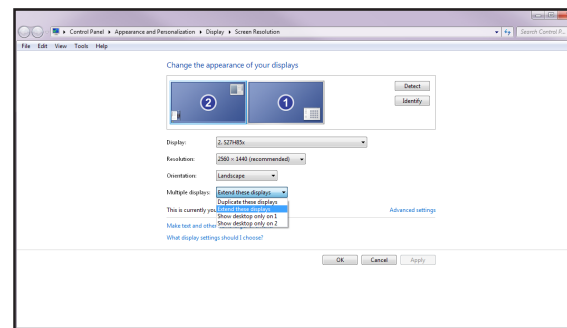 Control Panel ▸ Appearance and Personalization ▸ Display ▸ Screen Resolution
Search Control P...
File Edit View Tools Help
Change the appearance of your displays
2
1
Detect
Identify
Display: 2. S27H85x
Resolution: 2560 × 1440 (recommended)
Orientation: Landscape
Multiple displays: Extend these displays
Duplicate these displays
Extend these displays
Show desktop only on 1
Show desktop only on 2
This is currently you
Advanced settings
Make text and other
What display settings should I choose?
OK Cancel Apply